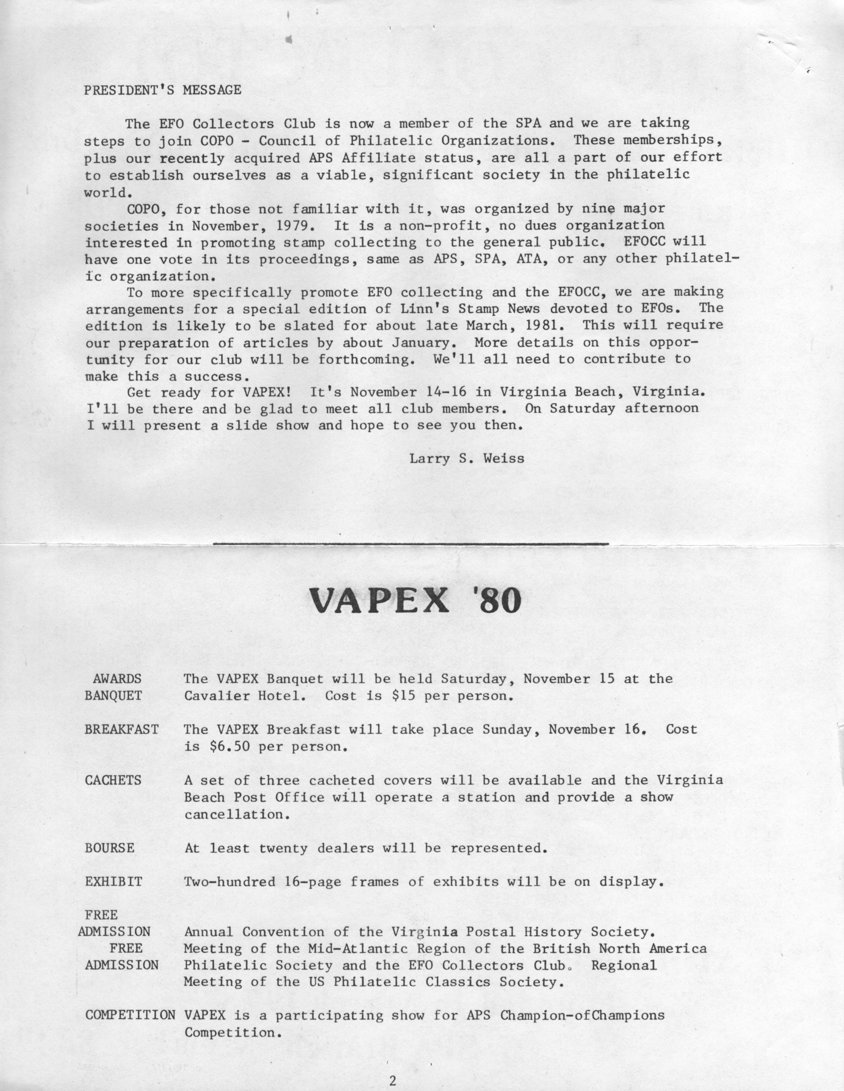 PRESIDENT'S MESSAGE
The EFO Collectors Club is now a member of the SPA and we are taking
steps to join COPO - Council of Philatelic Organizations. These memberships,
plus our recently acquired APS Affiliate status, are all a part of our effort
to establish ourselves as a viable, significant society in the philatelic
world.
COPO, for those not familiar with it, was organized by nine major
societies in November, 1979. It is a non-profit, no dues organization
interested in promoting stamp collecting to the general public. EFOCC will
have one vote in its proceedings, same as APS, SPA, ATA, or any other philatel-
ic organization.
To more specifically promote EFO collecting and the EFOCC, we are making
arrangements for a special edition of Linn's Stamp News devoted to EFOs. The
edition is likely to be slated for about late March, 1981. This will require
our preparation of articles by about January. More details on this oppor-
tunity for our club will be forthcoming. We'll all need to contribute to
make this a success.
Get ready for VAPEX! It's November 14-16 in Virginia Beach, Virginia.
I'll be there and be glad to meet all club members. On Saturday afternoon
I will present a slide show and hope to see you then.
Larry S. Weiss
VAPEX '80
AWARDS The VAPEX Banquet will be held Saturday, November 15 at the
BANQUET Cavalier Hotel. Cost is $15 per person.
BREAKFAST The VAPEX Breakfast will take place Sunday, November 16. Cost
is $6.50 per person.
CACHETS A set of three cacheted covers will be available and the Virginia
Beach Post Office will operate a station and provide a show
cancellation.
BOURSE At least twenty dealers will be represented.
EXHIBIT Two-hundred 16-page frames of exhibits will be on display.
FREE
ADMISSION Annual Convention of the Virginia Postal History Society.
FREE Meeting of the Mid-Atlantic Region of the British North America
ADMISSION Philatelic Society and the EFO Collectors Club. Regional
Meeting of the US Philatelic Classics Society.
COMPETITION VAPEX is a participating show for APS Champion-ofChampions
Competition.
2